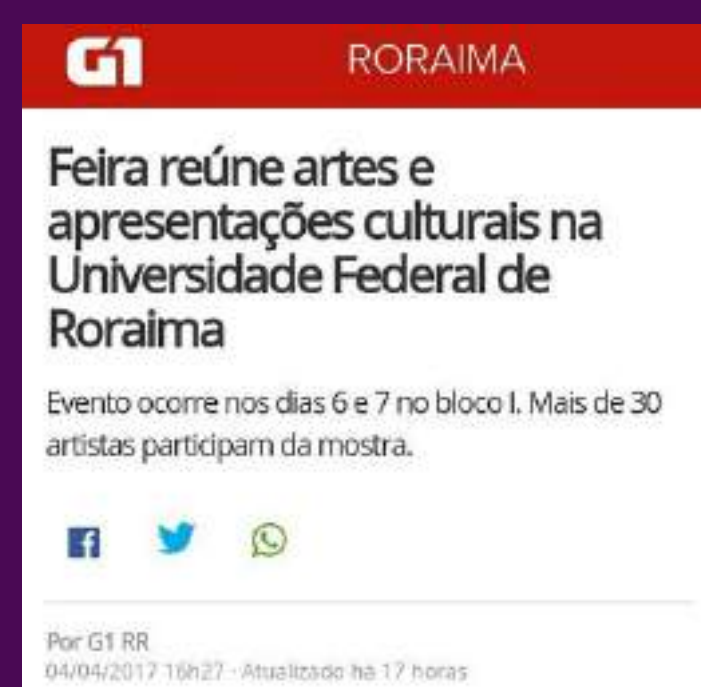 G1
RORAIMA
Feira reúne artes e
apresentações culturais na
Universidade Federal de
Roraima
Evento ocorre nos dias 6 e 7 no bloco I. Mais de 30
artistas participam da mostra.
Por G1 RR
04/04/2017 16h27 · Atualizado há 17 horas